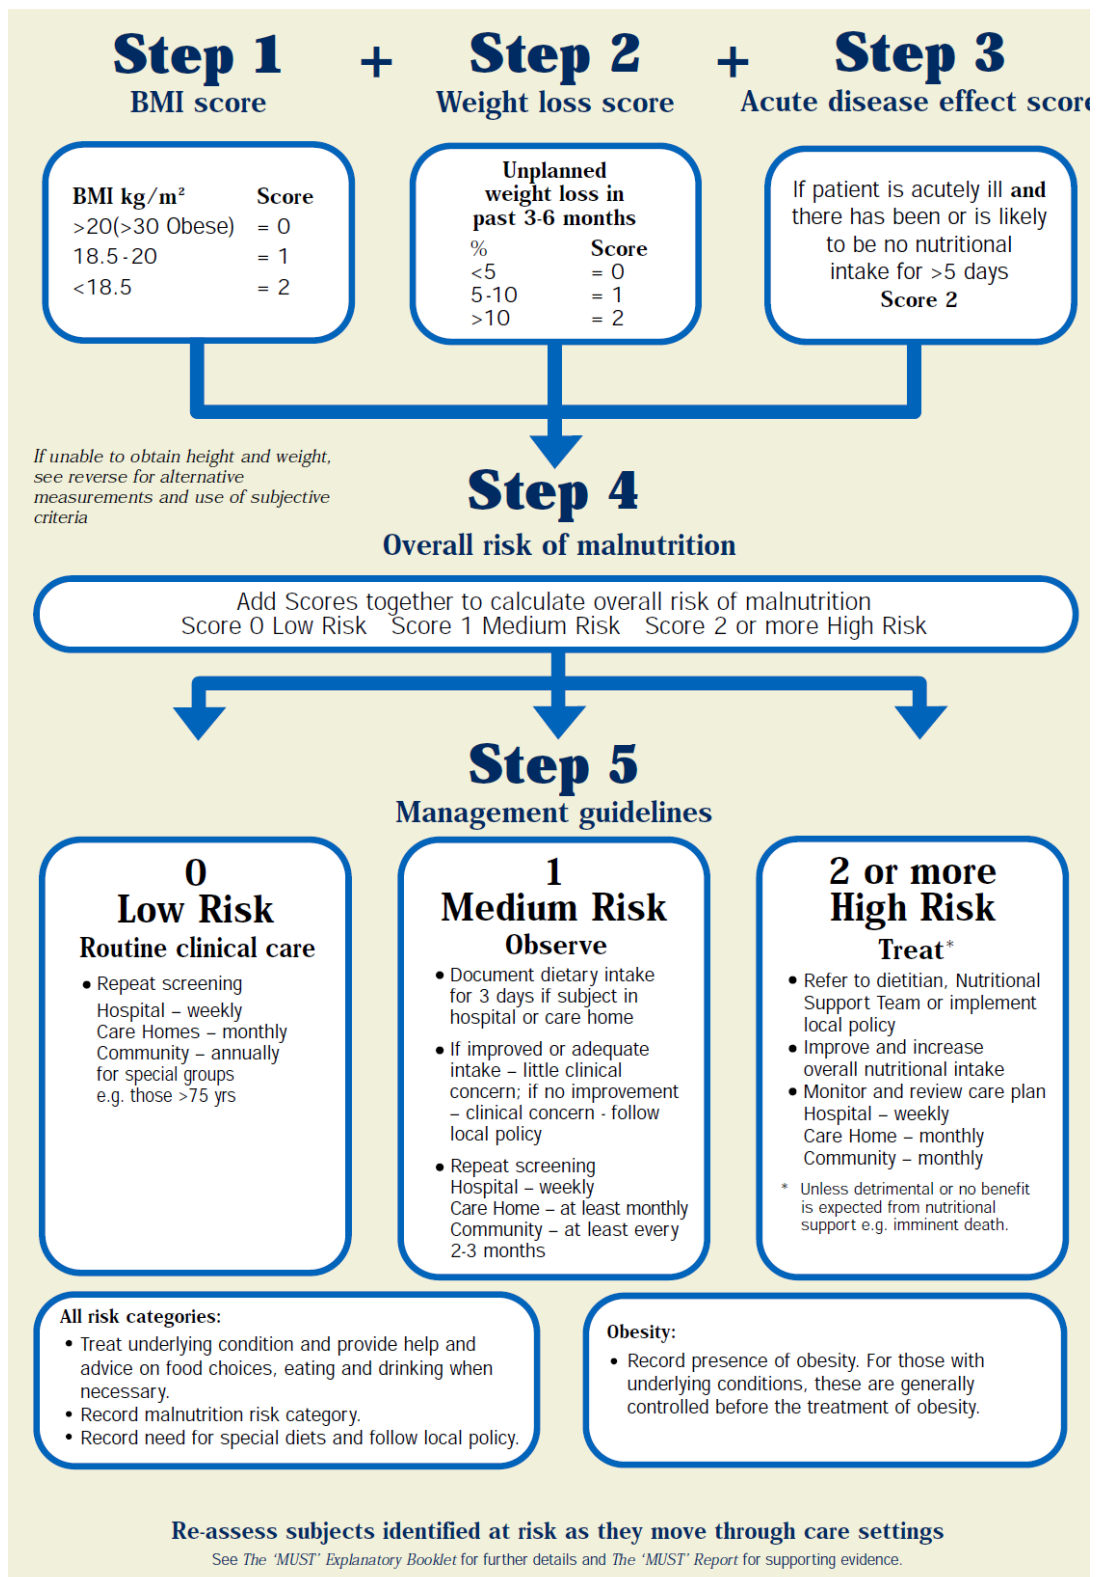 Step 1 + Step 2 + Step 3
BMI score
Weight loss score
Acute disease effect score
BMI kg/m² Score
>20(>30 Obese) = 0
18.5-20 = 1
<18.5 = 2
Unplanned
weight loss in
past 3-6 months
% Score
<5 = 0
5-10 = 1
>10 = 2
If patient is acutely ill and
there has been or is likely
to be no nutritional
intake for >5 days
Score 2
If unable to obtain height and weight,
see reverse for alternative
measurements and use of subjective
criteria
Step 4
Overall risk of malnutrition
Add Scores together to calculate overall risk of malnutrition
Score 0 Low Risk Score 1 Medium Risk Score 2 or more High Risk
Step 5
Management guidelines
0
Low Risk
Routine clinical care
• Repeat screening
Hospital – weekly
Care Homes – monthly
Community – annually
for special groups
e.g. those >75 yrs
1
Medium Risk
Observe
• Document dietary intake
for 3 days if subject in
hospital or care home
• If improved or adequate
intake – little clinical
concern; if no improvement
– clinical concern - follow
local policy
• Repeat screening
Hospital – weekly
Care Home – at least monthly
Community – at least every
2-3 months
2 or more
High Risk
Treat*
• Refer to dietitian, Nutritional
Support Team or implement
local policy
• Improve and increase
overall nutritional intake
• Monitor and review care plan
Hospital – weekly
Care Home – monthly
Community – monthly
* Unless detrimental or no benefit
is expected from nutritional
support e.g. imminent death.
All risk categories:
• Treat underlying condition and provide help and
advice on food choices, eating and drinking when
necessary.
• Record malnutrition risk category.
• Record need for special diets and follow local policy.
Obesity:
• Record presence of obesity. For those with
underlying conditions, these are generally
controlled before the treatment of obesity.
Re-assess subjects identified at risk as they move through care settings
See The ‘MUST’ Explanatory Booklet for further details and The ‘MUST’ Report for supporting evidence.